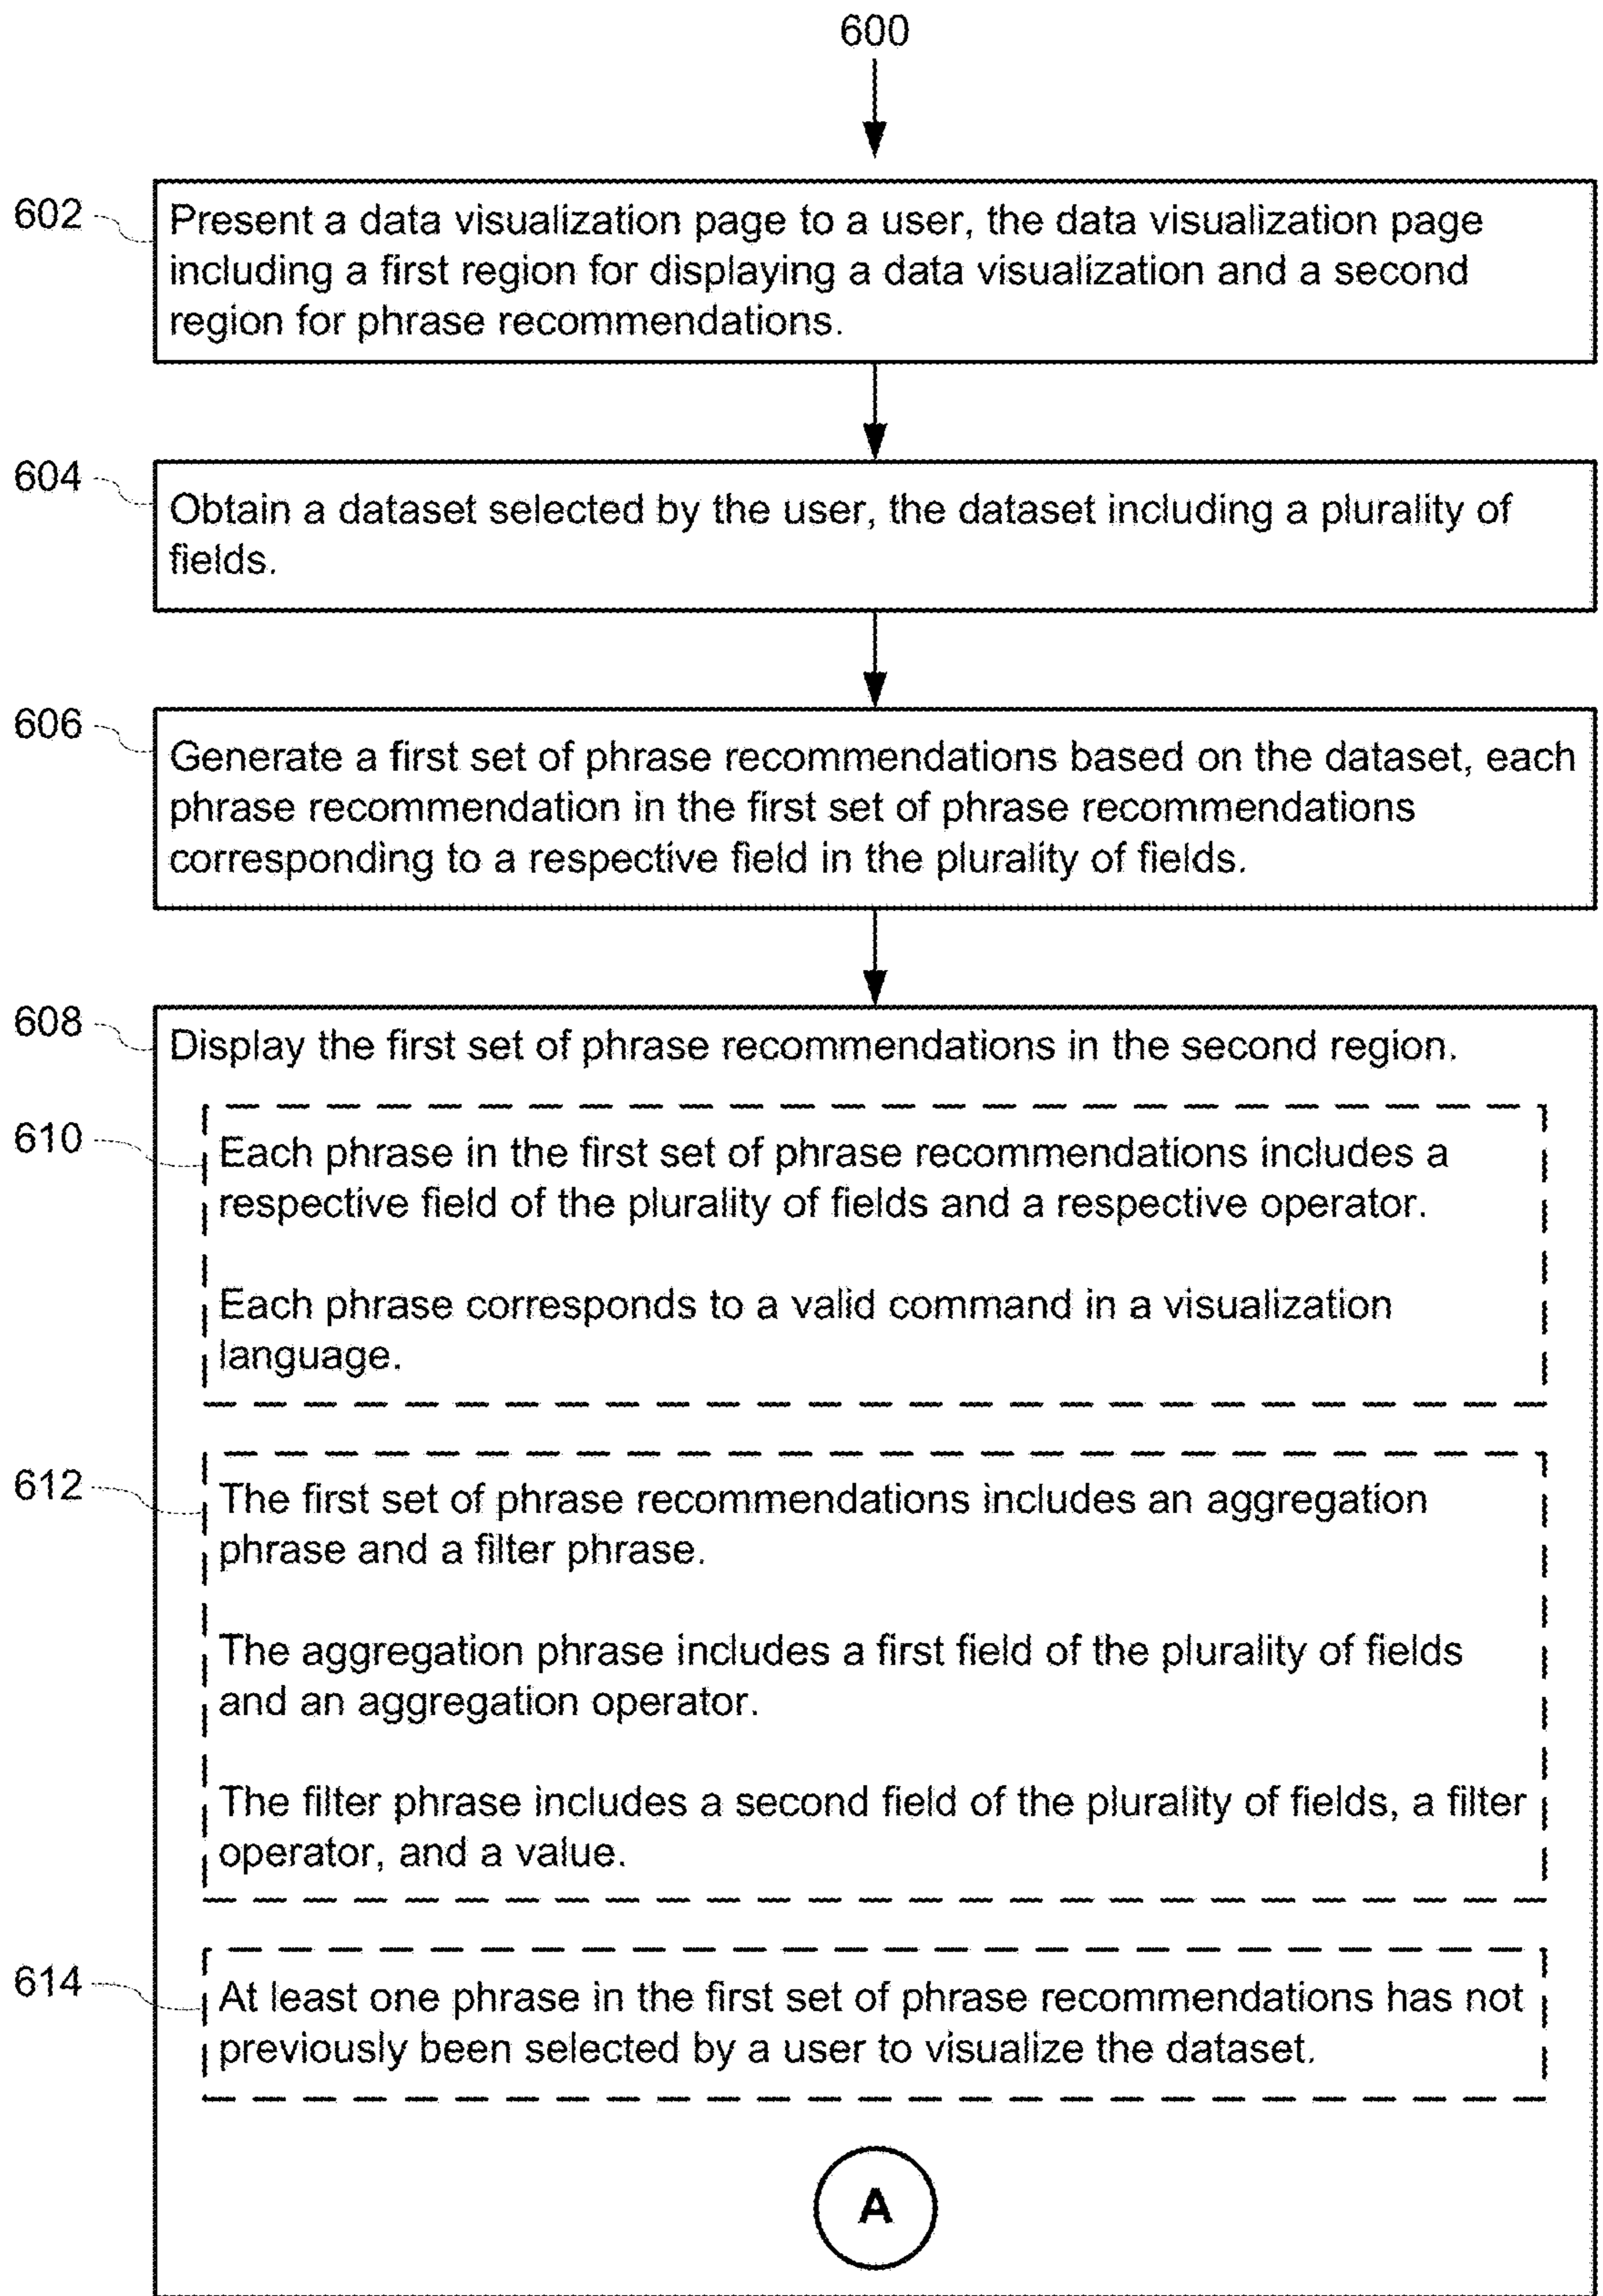 600
602
Present a data visualization page to a user, the data visualization page
including a first region for displaying a data visualization and a second
region for phrase recommendations.
604
Obtain a dataset selected by the user, the dataset including a plurality of
fields.
606
Generate a first set of phrase recommendations based on the dataset, each
phrase recommendation in the first set of phrase recommendations
corresponding to a respective field in the plurality of fields.
608
Display the first set of phrase recommendations in the second region.
610
Each phrase in the first set of phrase recommendations includes a
respective field of the plurality of fields and a respective operator.
Each phrase corresponds to a valid command in a visualization
language.
612
The first set of phrase recommendations includes an aggregation
phrase and a filter phrase.
The aggregation phrase includes a first field of the plurality of fields
and an aggregation operator.
The filter phrase includes a second field of the plurality of fields, a filter
operator, and a value.
614
At least one phrase in the first set of phrase recommendations has not
previously been selected by a user to visualize the dataset.
A